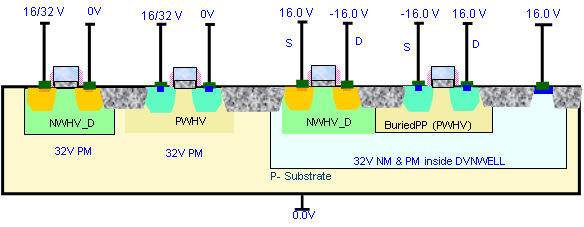 16/32 V 0V 16/32 V 0V 16.0 V -16.0V -16.0 V 16.0 V 16.0 V
S D S D
NWHV_D PWHV NWHV_D BuriedPP (PWHV)
32V PM 32V PM 32V NM & PM inside DVNWELL
P- Substrate
0.0V